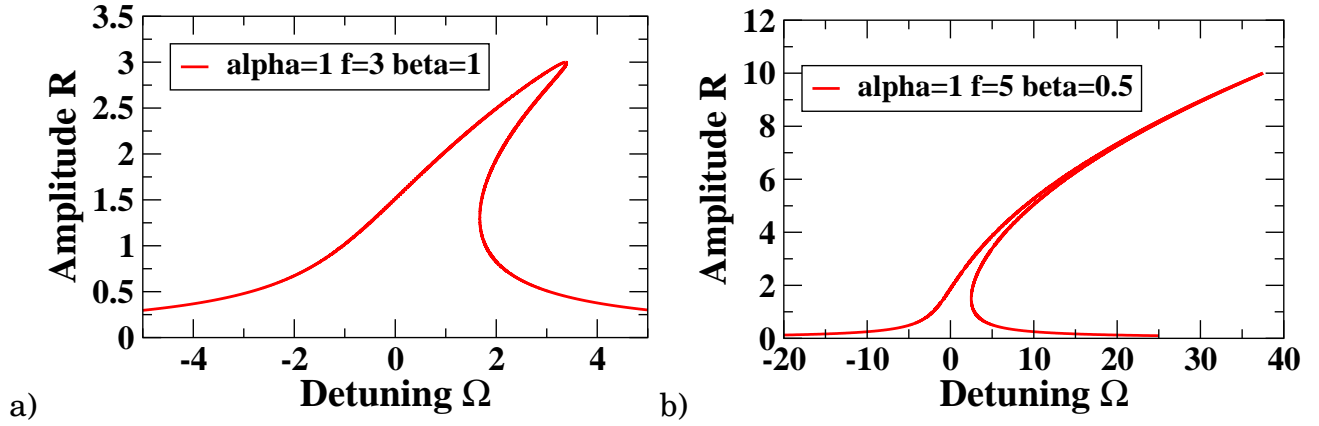 3.5
3
2.5
2
1.5
1
0.5
0
Amplitude R
alpha=1 f=3 beta=1
-4 -2 0 2 4
Detuning Ω
a)
10
8
6
4
2
0
Amplitude R
alpha=1 f=5 beta=0.5
-20 -10 0 10 20 30 40
Detuning Ω
b)